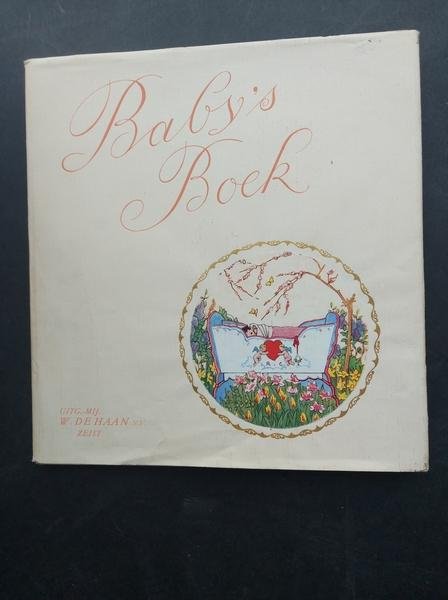 Baby's
Boek
UITG.-MIJ.
W. DE HAAN N.V.
ZEIST